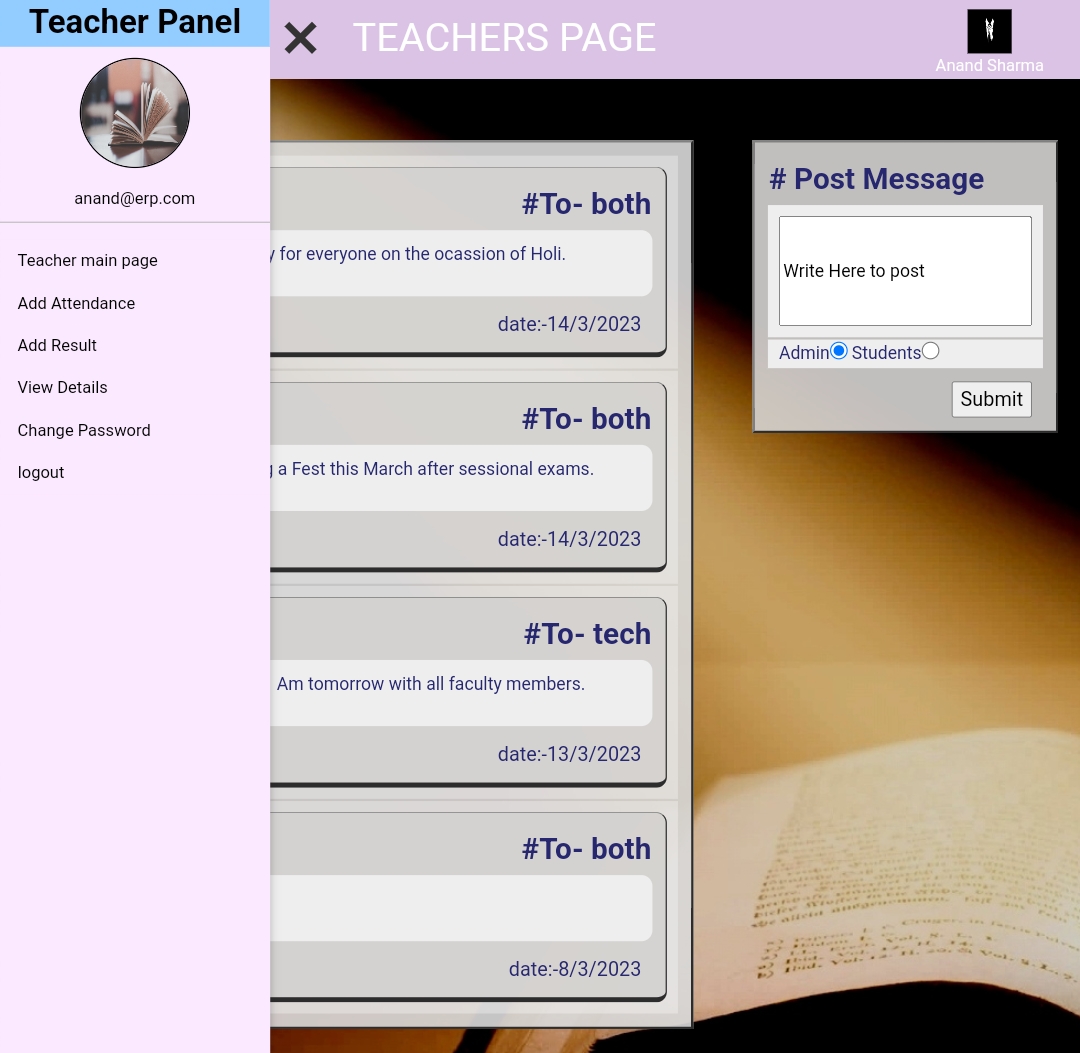 Teacher Panel
anand@erp.com
Teacher main page
Add Attendance
Add Result
View Details
Change Password
logout
TEACHERS PAGE
Anand Sharma
#To- both
for everyone on the ocassion of Holi.
date:-14/3/2023
#To- both
a Fest this March after sessional exams.
date:-14/3/2023
#To- tech
Am tomorrow with all faculty members.
date:-13/3/2023
#To- both
date:-8/3/2023
# Post Message
Write Here to post
Admin Students
Submit